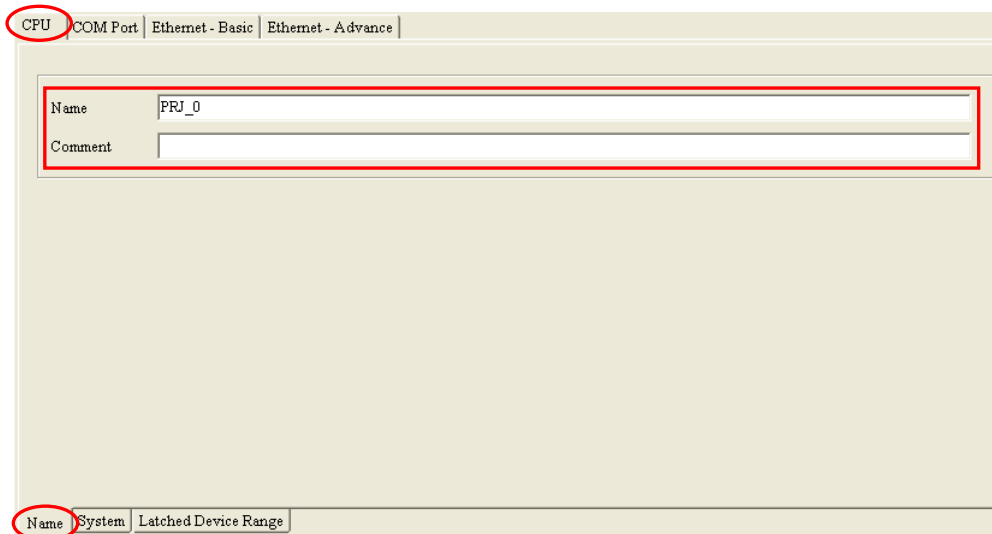 CPU COM Port Ethernet - Basic Ethernet - Advance
Name PRJ_0
Comment
Name System Latched Device Range